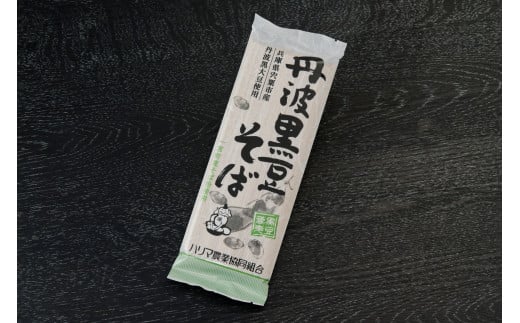 兵庫県宍粟市産
丹波黒大豆使用
丹波黒豆そば
ハリマ農業協同組合